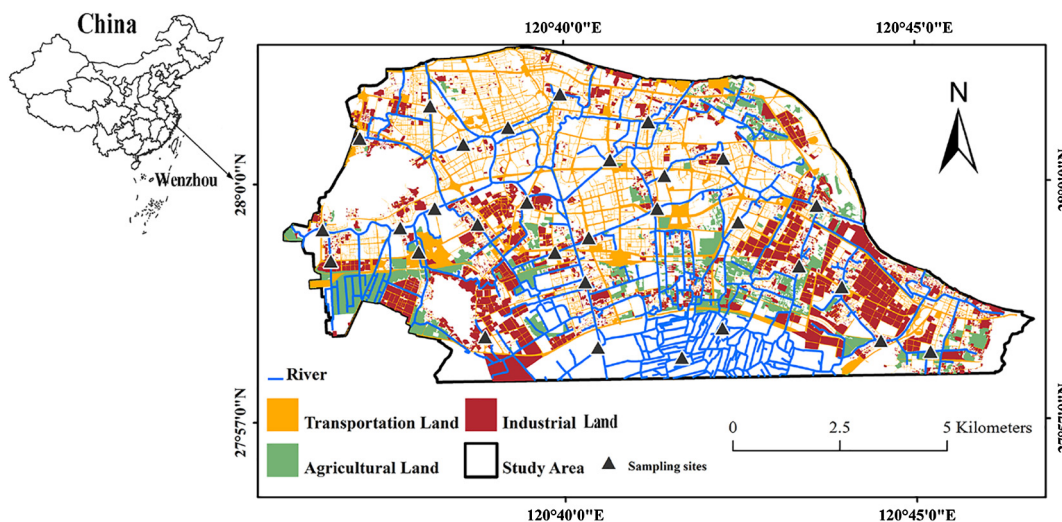 China
Wenzhou
120°40'0"E
120°45'0"E
28°0'0"N
N
River
Transportation Land
Industrial Land
Agricultural Land
Study Area
Sampling sites
0
2.5
5 Kilometers
27°57'0"N
120°40'0"E
120°45'0"E